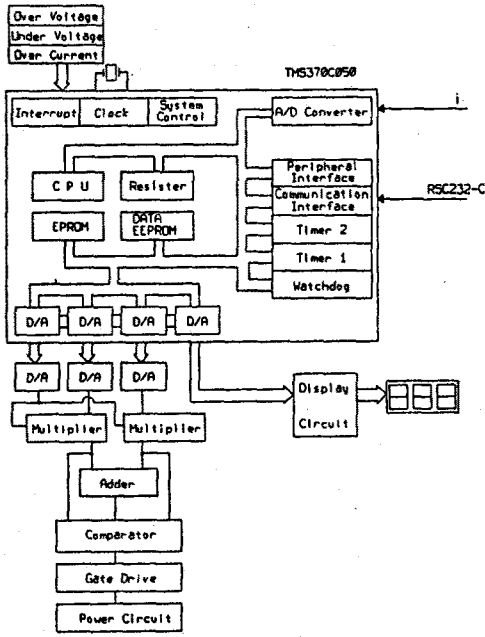 Over Voltage
Under Voltage
Over Current
TMS370C050
Interrupt
Clock
System
Control
A/D Converter
i
CPU
Resister
Peripheral
Interface
Communication
Interface
RSC232-C
EPROM
DATA
EEPROM
Timer 2
Timer 1
Watchdog
D/A
D/A
D/A
D/A
D/A
D/A
D/A
Display
Circuit
Multiplier
Multiplier
Adder
Comparator
Gate Drive
Power Circuit